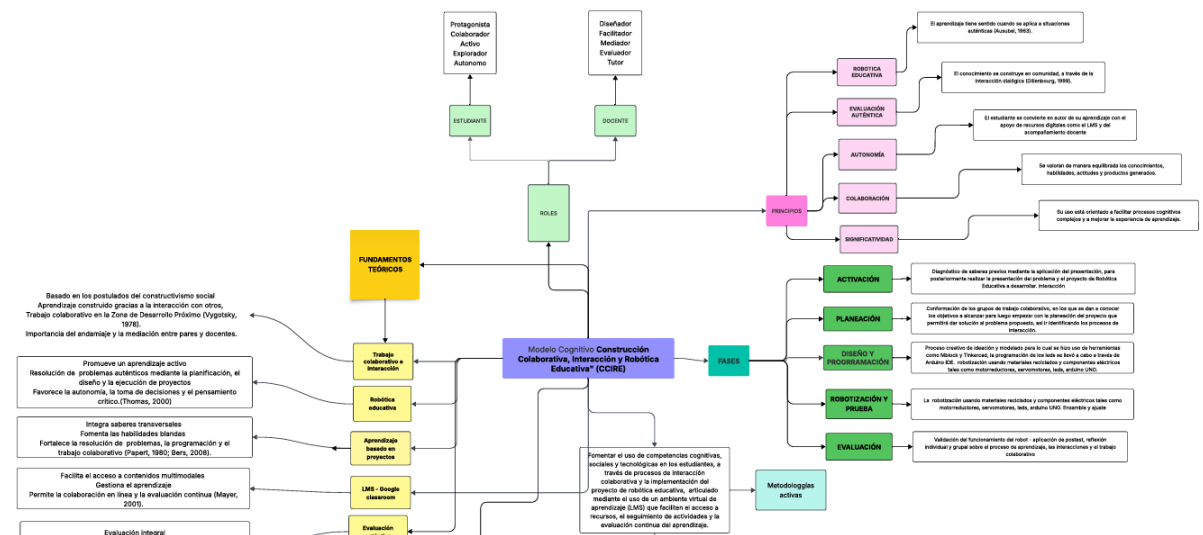 Protagonista
Colaborador
Activo
Explorador
Autonomo
Diseñador
Facilitador
Mediador
Evaluador
Tutor
ESTUDIANTE
DOCENTE
ROLES
El aprendizaje tiene sentido cuando se aplica a situaciones
auténticas (Ausubel, 1963).
ROBOTICA
EDUCATIVA
El conocimiento se construye en comunidad, a través de la
interacción dialógica (Dillenbourg, 1999).
EVALUACIÓN
AUTÉNTICA
El estudiante se convierte en autor de su aprendizaje con el
apoyo de recursos digitales como el LMS y del
acompañamiento docente
AUTONOMÍA
Se valoran de manera equilibrada los conocimientos,
habilidades, actitudes y productos generados.
COLABORACIÓN
PRINCIPIOS
Su uso está orientado a facilitar procesos cognitivos
complejos y a mejorar la experiencia de aprendizaje.
SIGNIFICATIVIDAD
FUNDAMENTOS
TEÓRICOS
Basado en los postulados del constructivismo social
Aprendizaje construido gracias a la interacción con otros,
Trabajo colaborativo en la Zona de Desarrollo Próximo (Vygotsky,
1978).
Importancia del andamiaje y la mediación entre pares y docentes.
Trabajo
colaborativo e
interacción
Promueve un aprendizaje activo
Resolución de problemas auténticos mediante la planificación, el
diseño y la ejecución de proyectos
Favorece la autonomía, la toma de decisiones y el pensamiento
crítico.(Thomas, 2000)
Robótica
educativa
Integra saberes transversales
Fomenta las habilidades blandas
Fortalece la resolución de problemas, la programación y el
trabajo colaborativo (Papert, 1980; Bers, 2008).
Aprendizaje
basado en
proyectos
Facilita el acceso a contenidos multimodales
Gestiona el aprendizaje
Permite la colaboración en línea y la evaluación continua (Mayer,
2001).
LMS - Google
classroom
Evaluación integral
Evaluación
Modelo Cognitivo Construcción
Colaborativa, Interacción y Robótica
Educativa” (CCIRE)
FASES
ACTIVACIÓN
Diagnóstico de saberes previos mediante la aplicación del presentación, para
posteriormente realizar la presentación del problema y el proyecto de Robótica
Educativa a desarrollar. interacción
PLANEACIÓN
Conformación de los grupos de trabajo colaborativo, en los que se dan a conocer
los objetivos a alcanzar para luego empezar con la planeación del proyecto que
permitirá dar solución al problema propuesto, así ir identificando los procesos de
interacción.
DISEÑO Y
PROGRRAMACIÓN
Proceso creativo de ideación y modelado para lo cual se hizo uso de herramientas
como Mblock y Tinkercad, la programación de los leds se llevó a cabo a través de
Arduino IDE. robotización usando materiales reciclados y componentes eléctricos
tales como motorreductores, servomotores, leds, arduino UNO.
ROBOTIZACIÓN Y
PRUEBA
La robotización usando materiales reciclados y componentes eléctricos tales como
motorreductores, servomotores, leds, arduino UNO. Ensamble y ajuste
EVALUACIÓN
Validación del funcionamiento del robot - aplicación de postest, reflexión
individual y grupal sobre el proceso de aprendizaje, las interacciones y el trabajo
colaborativo
Fomentar el uso de competencias cognitivas,
sociales y tecnológicas en los estudiantes, a
través de procesos de interacción
colaborativa y la implementación del
proyecto de robótica educativa, articulado
mediante el uso de un ambiente virtual de
aprendizaje (LMS) que faciliten el acceso a
recursos, el seguimiento de actividades y la
evaluación continua del aprendizaje.
Metodologgías
activas